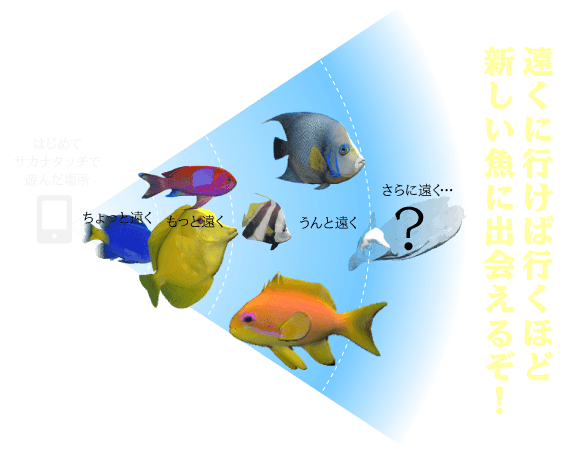 遠くに行けば行くほど
新しい魚に出会えるぞ！
はじめて
サカナタッチで
遊んだ場所
ちょっと遠く
もっと遠く
うんと遠く
さらに遠く…
？